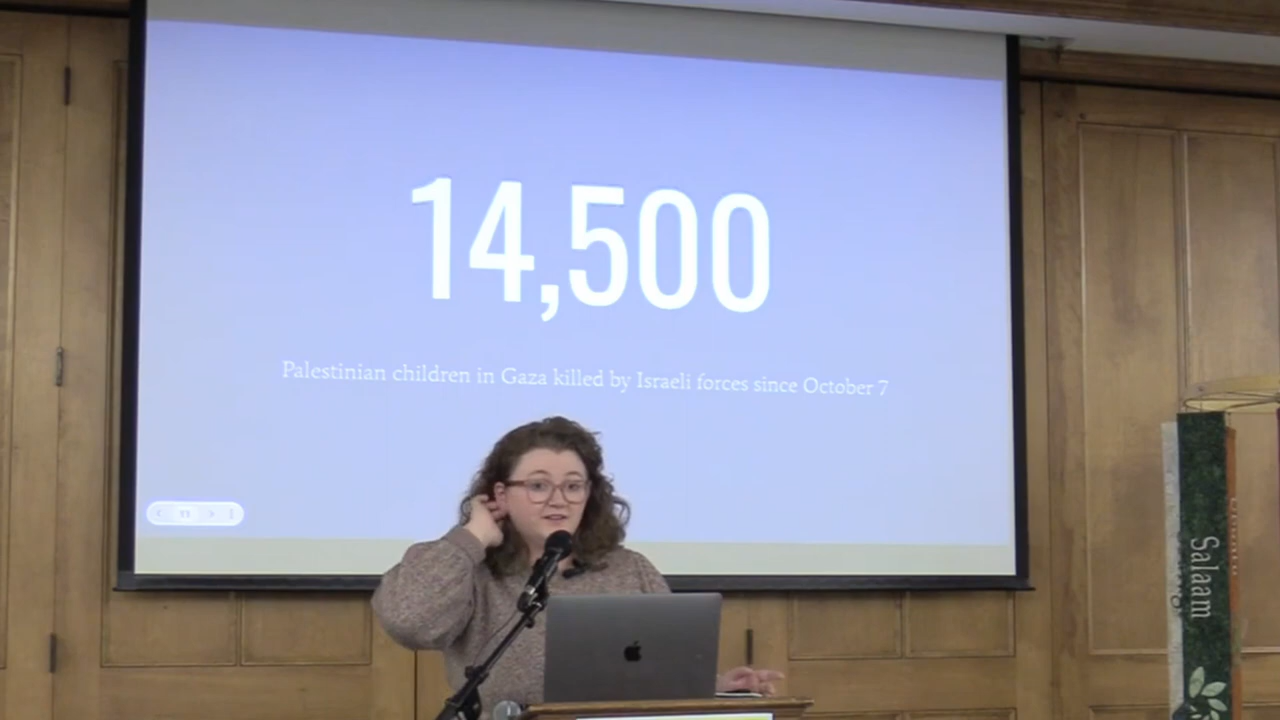 14,500
Palestinian children in Gaza killed by Israeli forces since October 7
Salaam